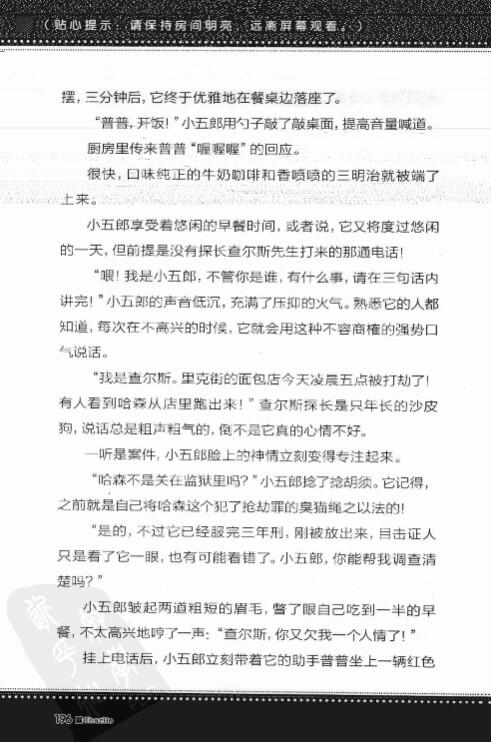 (贴心提示：请保持房间明亮，远离屏幕观看。)
摆，三分钟后，它终于优雅地在餐桌边落座了。
“普普，开饭！”小五郎用勺子敲了敲桌面，提高音量喊道。
厨房里传来普普“喔喔喔”的回应。
很快，口味纯正的牛奶咖啡和香喷喷的三明治就被端了
上来。
小五郎享受着悠闲的早餐时间，或者说，它又将度过悠闲
的一天，但前提是没有探长查尔斯先生打来的那通电话！
“喂！我是小五郎，不管你是谁，有什么事，请在三句话内
讲完！”小五郎的声音低沉，充满了压抑的火气。熟悉它的人都
知道，每次在不高兴的时候，它就会用这种不容商榷的强势口
气说话。
“我是查尔斯。里克街的面包店今天凌晨五点被打劫了！
有人看到哈森从店里跑出来！”查尔斯探长是只年长的沙皮
狗，说话总是粗声粗气的，倒不是它真的心情不好。
一听是案件，小五郎脸上的神情立刻变得专注起来。
“哈森不是关在监狱里吗？”小五郎捻了捻胡须。它记得，
之前就是自己将哈森这个犯了抢劫罪的臭猫绳之以法的！
“是的，不过它已经服完三年刑，刚被放出来，目击证人
只是看了它一眼，也有可能看错了。小五郎，你能帮我调查清
楚吗？”
小五郎皱起两道粗短的眉毛，瞥了眼自己吃到一半的早
餐，不太高兴地哼了一声：“查尔斯，你又欠我一个人情了！”
挂上电话后，小五郎立刻带着它的助手普普坐上一辆红色
196 Charlie